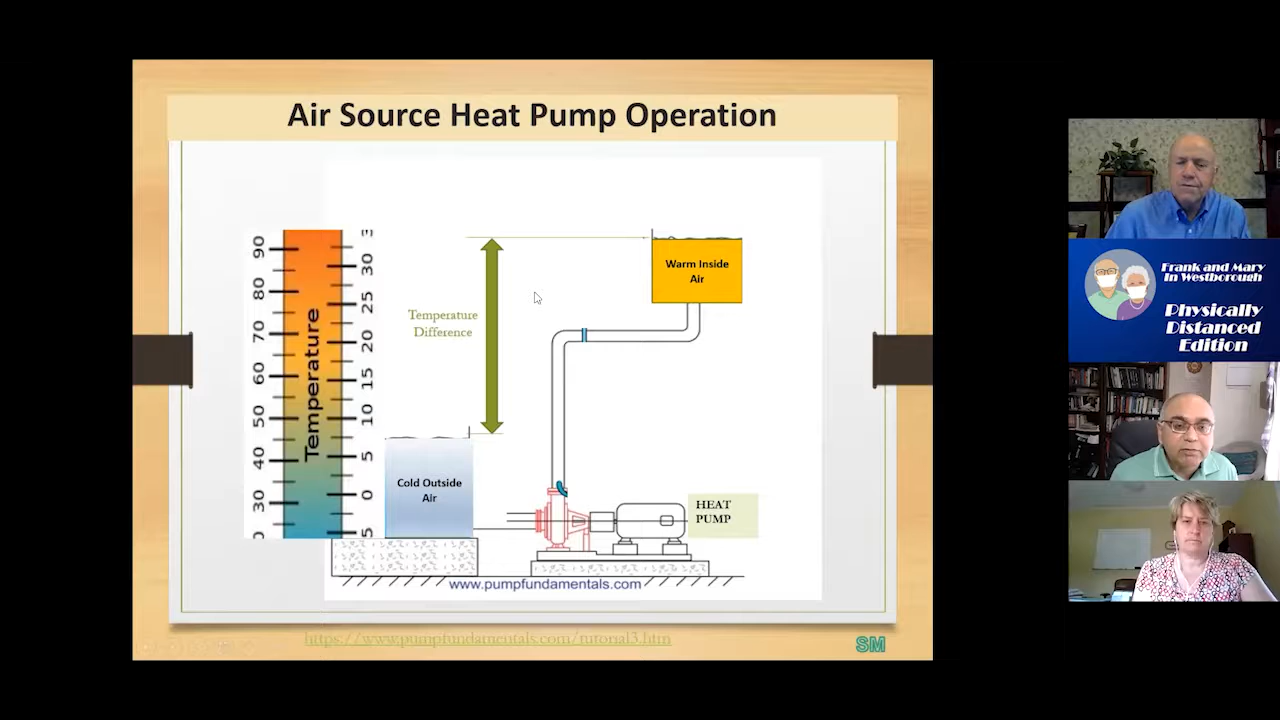 Air Source Heat Pump Operation
Temperature
90
80
70
60
50
40
30
30
25
20
15
10
5
0
5
Temperature
Difference
Warm Inside
Air
Cold Outside
Air
HEAT
PUMP
www.pumpfundamentals.com
https://www.pumpfundamentals.com/tutorial3.htm
SM
Frank and Mary
In Westborough
Physically
Distanced
Edition